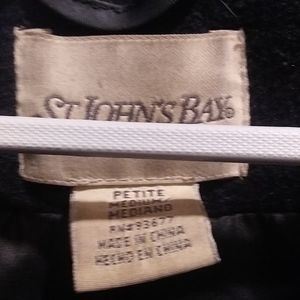 ST. JOHN'S BAY®
PETITE
MEDIUM
MEDIANO
RN#93677
MADE IN CHINA
HECHO EN CHINA